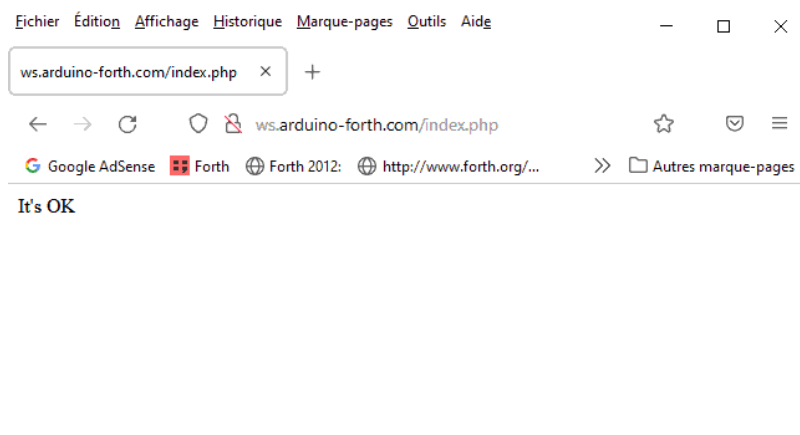 Fichier Édition Affichage Historique Marque-pages Outils Aide
ws.arduino-forth.com/index.php
ws.arduino-forth.com/index.php
Google AdSense Forth Forth 2012: http://www.forth.org/... Autres marque-pages
It's OK